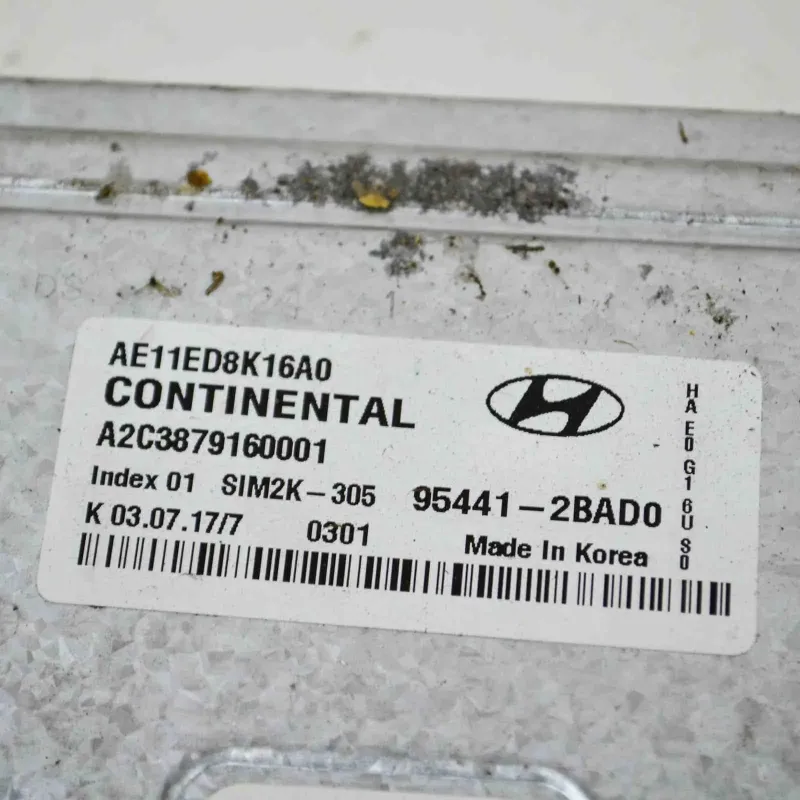 AE11ED8K16A0
CONTINENTAL
A2C3879160001
Index 01 SIM2K-305 95441-2BAD0
K 03.07.17/7 0301 Made In Korea
HA E0 G1 6U S0